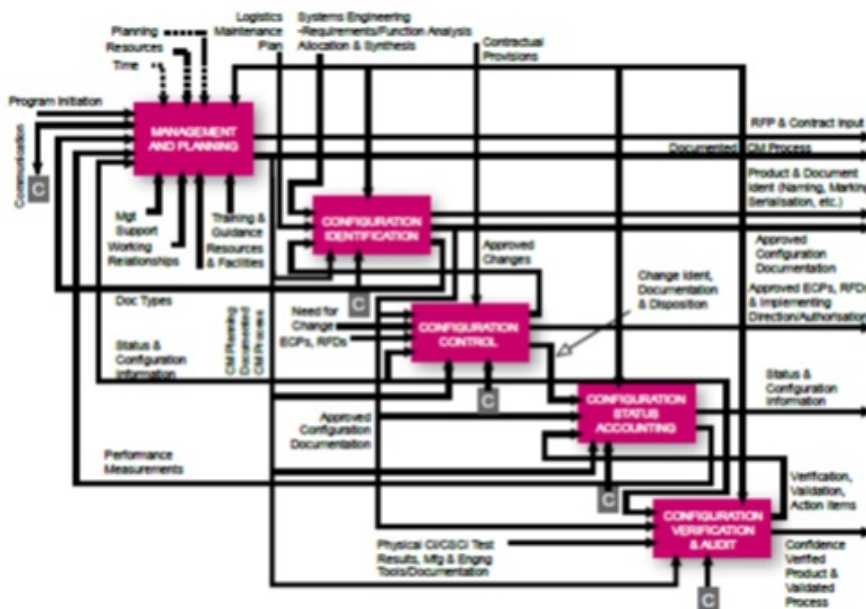 Planning
Resources
Time
Logistics
Maintenance
Plan
Systems Engineering
-Requirements/Function Analysis
Allocation & Synthesis
Contractual
Provisions
Program Initiation
Communication
C
MANAGEMENT
AND PLANNING
RFP & Contract Input
Documented CM Process
Mgt
Support
Working
Relationships
Training &
Guidance
Resources
& Facilities
CONFIGURATION
IDENTIFICATION
Product & Document
Ident (Naming, Marking
Serialisation, etc.)
Approved
Changes
Approved
Configuration
Documentation
C
Doc Types
Change Ident,
Documentation
& Disposition
Need for
Change
ECPs, RFDs
CONFIGURATION
CONTROL
Approved ECPs, RFDs
& Implementing
Direction/Authorisation
CM Planning
Documented
CM Process
Status &
Configuration
Information
C
Approved
Configuration
Documentation
CONFIGURATION
STATUS
ACCOUNTING
Status &
Configuration
Information
Performance
Measurements
C
Verification,
Validation,
Action Items
CONFIGURATION
VERIFICATION
& AUDIT
Physical CI/CSCI Test
Results, Mfg & Engng
Tools/Documentation
Confidence
Verified
Product &
Validated
Process
C